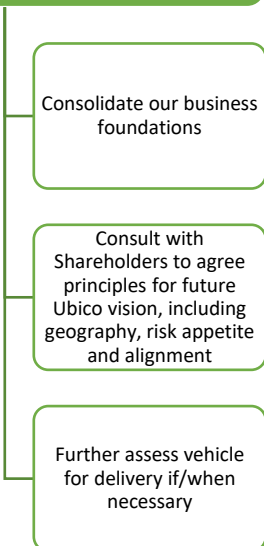 Consolidate our business
foundations
Consult with
Shareholders to agree
principles for future
Ubico vision, including
geography, risk appetite
and alignment
Further assess vehicle
for delivery if/when
necessary